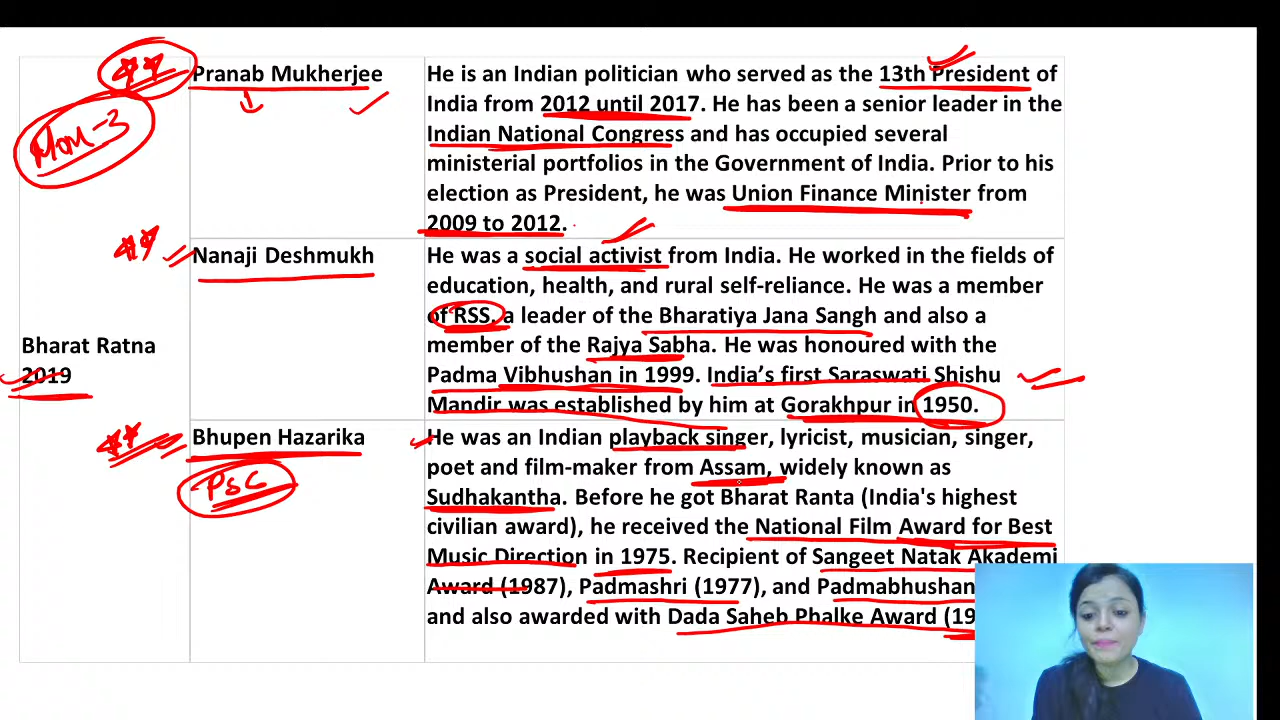 Pranab Mukherjee
He is an Indian politician who served as the 13th President of
India from 2012 until 2017. He has been a senior leader in the
Indian National Congress and has occupied several
ministerial portfolios in the Government of India. Prior to his
election as President, he was Union Finance Minister from
2009 to 2012.
Nanaji Deshmukh
He was a social activist from India. He worked in the fields of
education, health, and rural self-reliance. He was a member
of RSS, a leader of the Bharatiya Jana Sangh and also a
member of the Rajya Sabha. He was honoured with the
Padma Vibhushan in 1999. India's first Saraswati Shishu
Mandir was established by him at Gorakhpur in 1950.
Bharat Ratna
2019
Bhupen Hazarika
PSC
He was an Indian playback singer, lyricist, musician, singer,
poet and film-maker from Assam, widely known as
Sudhakantha. Before he got Bharat Ranta (India's highest
civilian award), he received the National Film Award for Best
Music Direction in 1975. Recipient of Sangeet Natak Akademi
Award (1987), Padmashri (1977), and Padmabhushan
and also awarded with Dada Saheb Phalke Award (19